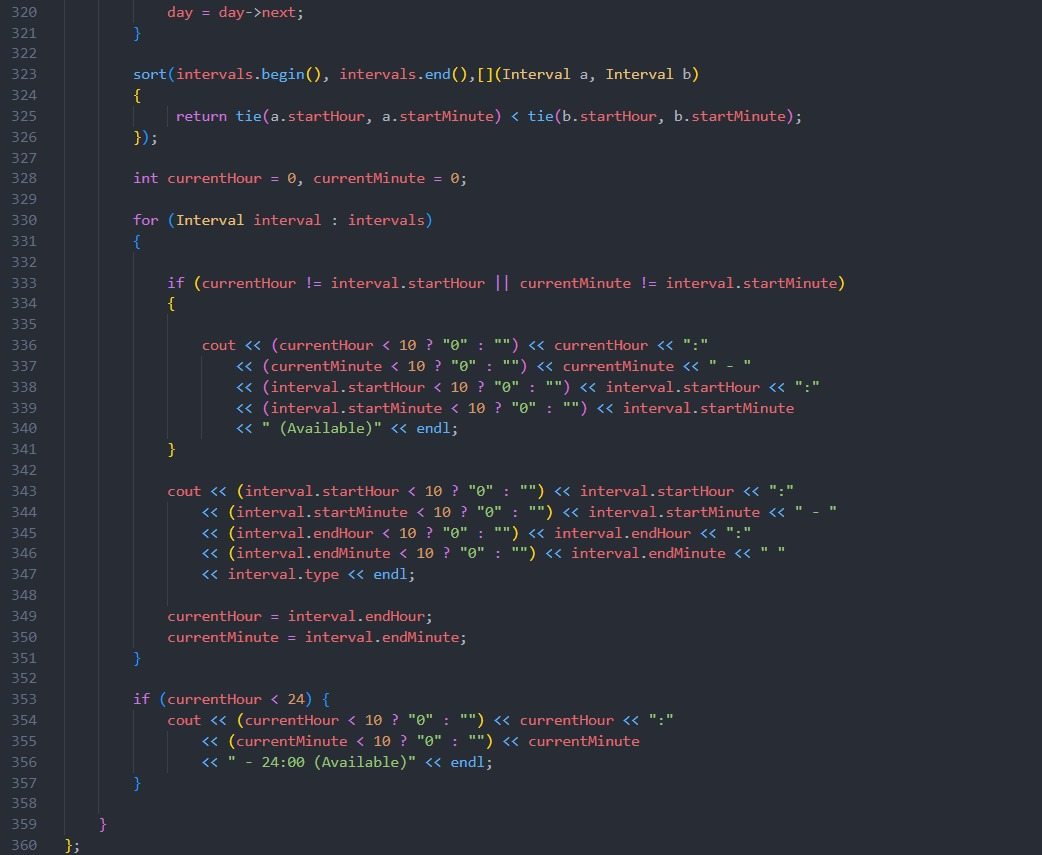 320 day = day->next;
321 }
322
323 sort(intervals.begin(), intervals.end(),[](Interval a, Interval b)
324 {
325 return tie(a.startHour, a.startMinute) < tie(b.startHour, b.startMinute);
326 });
327
328 int currentHour = 0, currentMinute = 0;
329
330 for (Interval interval : intervals)
331 {
332
333 if (currentHour != interval.startHour || currentMinute != interval.startMinute)
334 {
335
336 cout << (currentHour < 10 ? "0" : "") << currentHour << ":"
337 << (currentMinute < 10 ? "0" : "") << currentMinute << " - "
338 << (interval.startHour < 10 ? "0" : "") << interval.startHour << ":"
339 << (interval.startMinute < 10 ? "0" : "") << interval.startMinute
340 << " (Available)" << endl;
341 }
342
343 cout << (interval.startHour < 10 ? "0" : "") << interval.startHour << ":"
344 << (interval.startMinute < 10 ? "0" : "") << interval.startMinute << " - "
345 << (interval.endHour < 10 ? "0" : "") << interval.endHour << ":"
346 << (interval.endMinute < 10 ? "0" : "") << interval.endMinute << " "
347 << interval.type << endl;
348
349 currentHour = interval.endHour;
350 currentMinute = interval.endMinute;
351 }
352
353 if (currentHour < 24) {
354 cout << (currentHour < 10 ? "0" : "") << currentHour << ":"
355 << (currentMinute < 10 ? "0" : "") << currentMinute
356 << " - 24:00 (Available)" << endl;
357 }
358
359 }
360 };